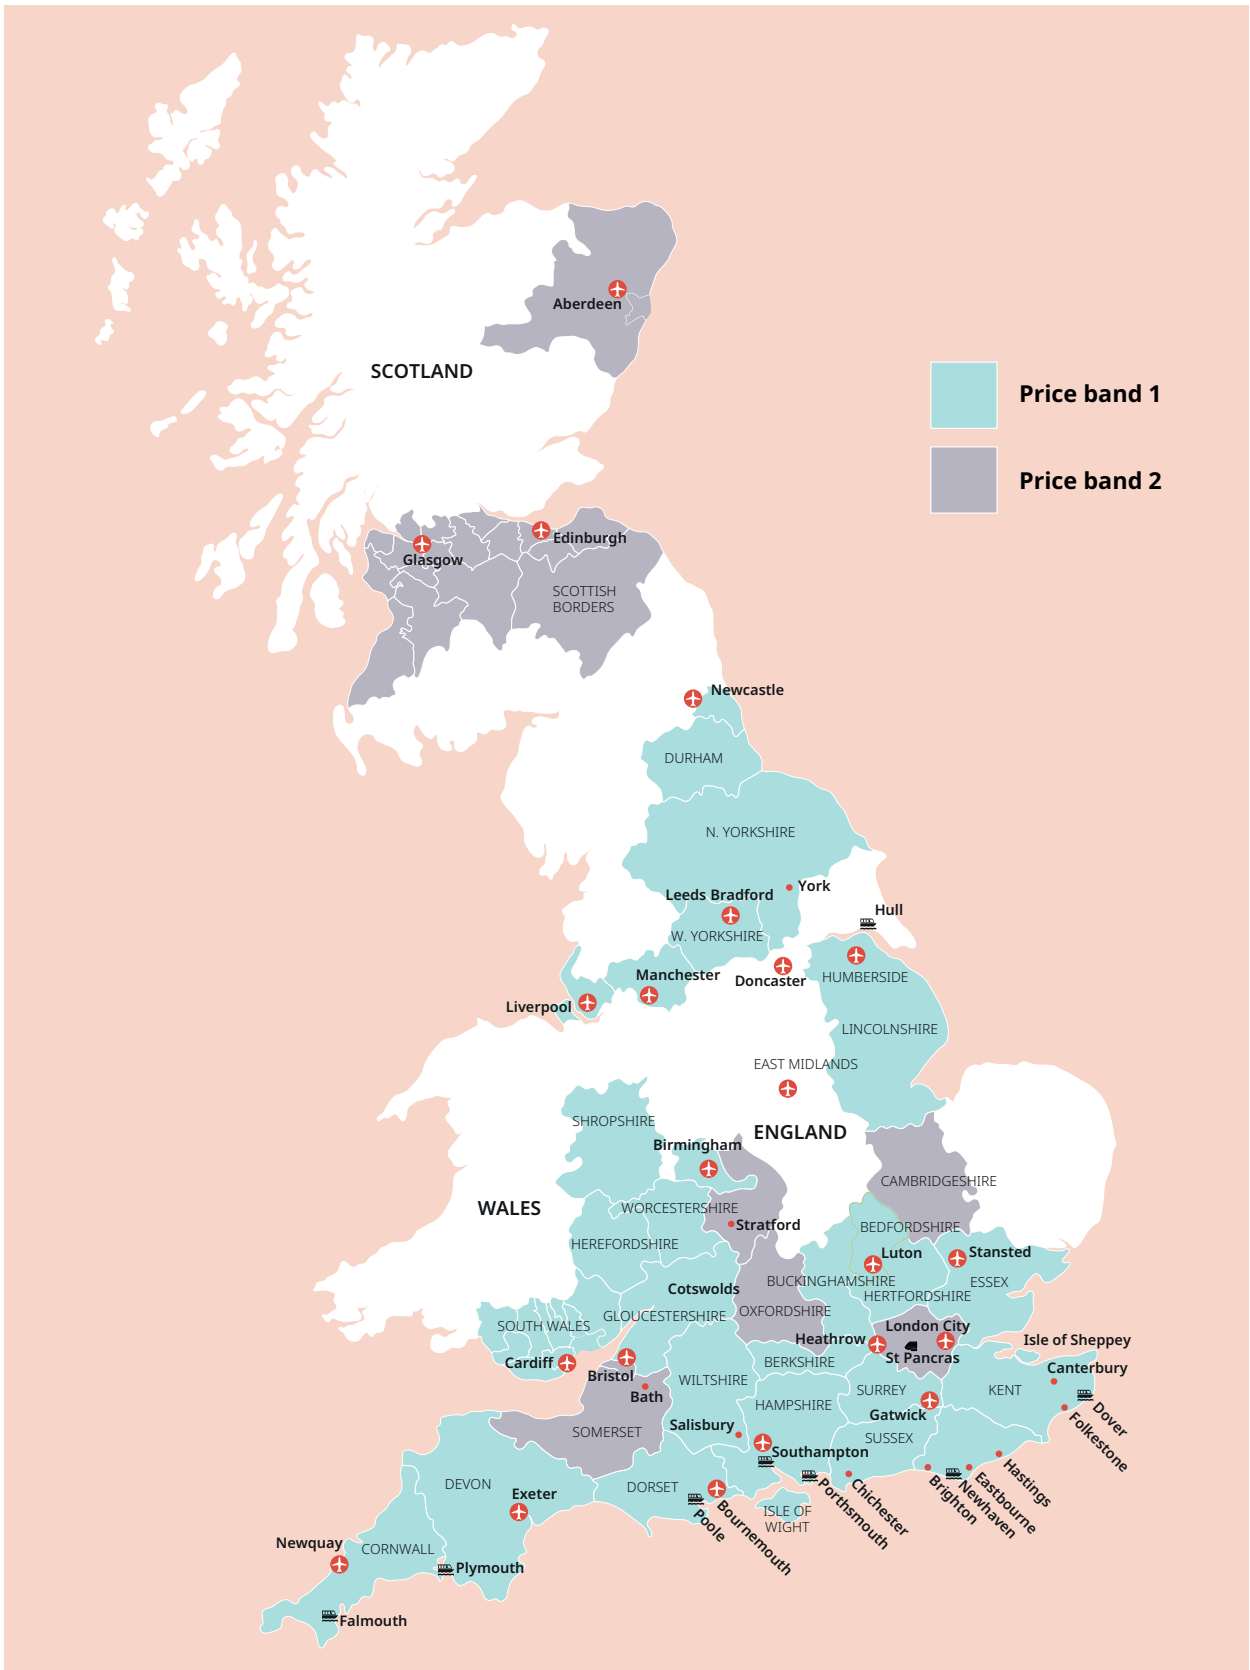 Aberdeen
SCOTLAND
Price band 1
Price band 2
Edinburgh
Glasgow
SCOTTISH
BORDERS
Newcastle
DURHAM
N. YORKSHIRE
York
Leeds Bradford
Hull
W. YORKSHIRE
Manchester
Doncaster
HUMBERSIDE
Liverpool
LINCOLNSHIRE
EAST MIDLANDS
SHROPSHIRE
ENGLAND
Birmingham
CAMBRIDGESHIRE
WALES
WORCESTERSHIRE
Stratford
BEDFORDSHIRE
HEREFORDSHIRE
Luton
Stansted
BUCKINGHAMSHIRE
ESSEX
Cotswolds
HERTFORDSHIRE
OXFORDSHIRE
GLOUCESTERSHIRE
SOUTH WALES
London City
Heathrow
Isle of Sheppey
St Pancras
Cardiff
BERKSHIRE
Canterbury
Bristol
WILTSHIRE
SURREY
KENT
Bath
HAMPSHIRE
Gatwick
Dover
Folkestone
Salisbury
SOMERSET
SUSSEX
Southampton
Hastings
Eastbourne
Newhaven
Brighton
Chichester
Porthsmouth
DEVON
DORSET
Exeter
Poole
Bournemouth
ISLE OF
WIGHT
Newquay
CORNWALL
Plymouth
Falmouth